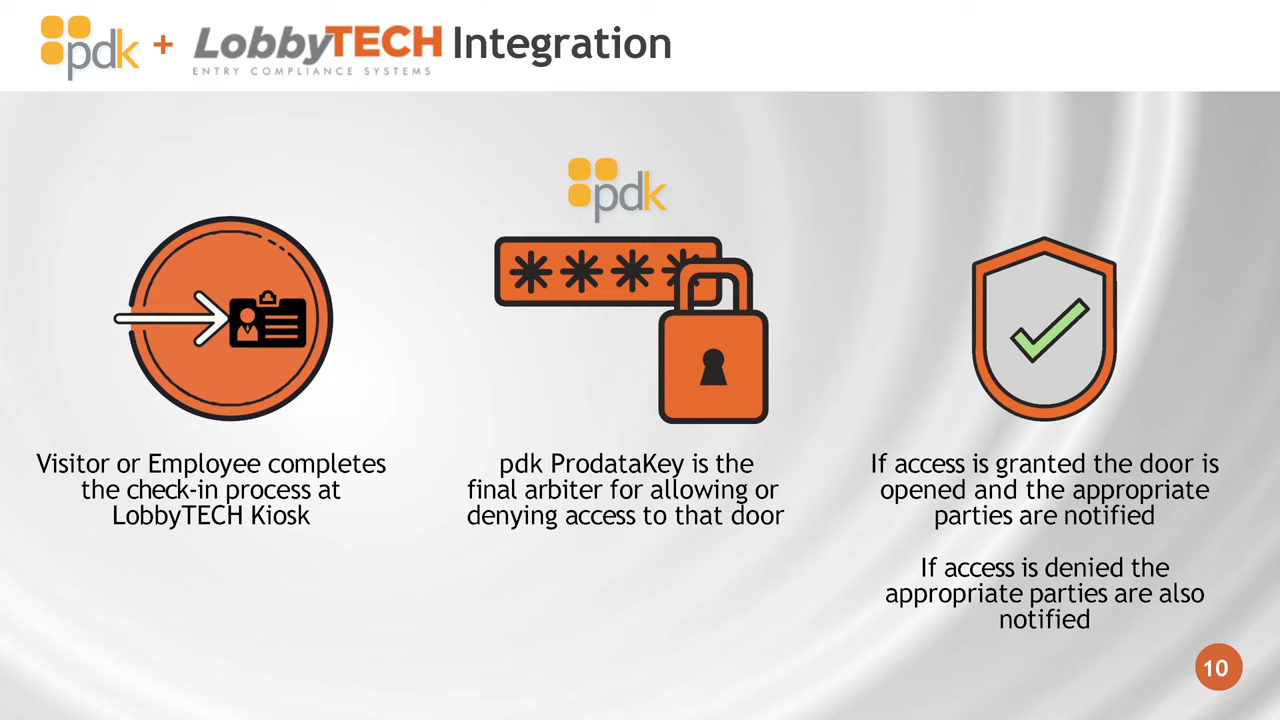 pdk + LobbyTECH Integration
ENTRY COMPLIANCE SYSTEMS
pdk
Visitor or Employee completes
the check-in process at
LobbyTECH Kiosk
pdk ProdataKey is the
final arbiter for allowing or
denying access to that door
If access is granted the door is
opened and the appropriate
parties are notified
If access is denied the
appropriate parties are also
notified
10